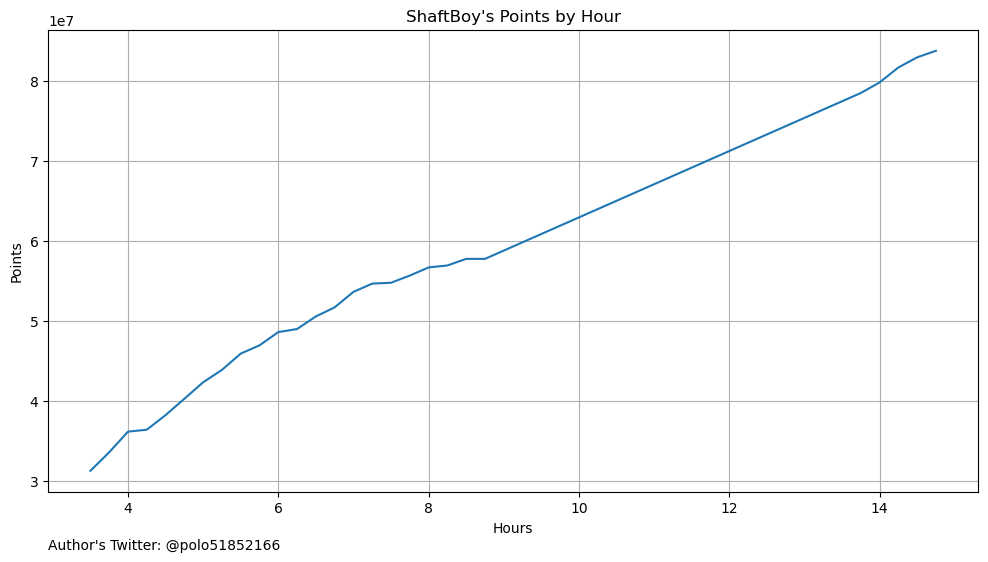 ShaftBoy's Points by Hour
1e7
8
7
6
5
4
3
Points
4 6 8 10 12 14
Hours
Author's Twitter: @polo51852166